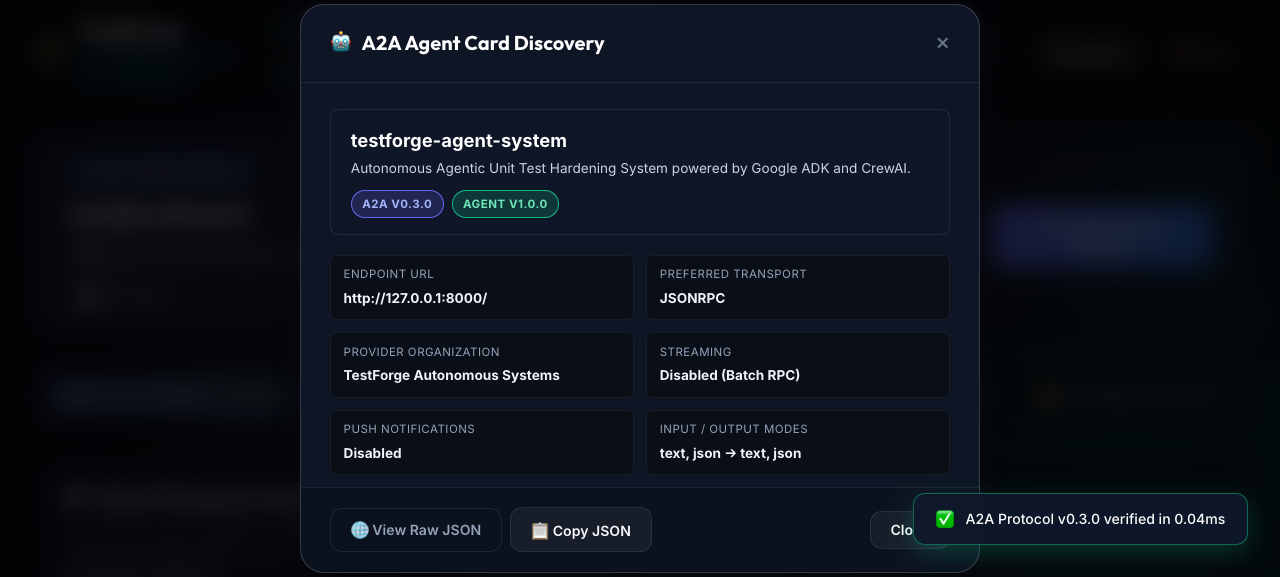 A2A Agent Card Discovery
testforge-agent-system
Autonomous Agentic Unit Test Hardening System powered by Google ADK and CrewAI.
A2A V0.3.0 AGENT V1.0.0
ENDPOINT URL PREFERRED TRANSPORT
http://127.0.0.1:8000/ JSONRPC
PROVIDER ORGANIZATION STREAMING
TestForge Autonomous Systems Disabled (Batch RPC)
PUSH NOTIFICATIONS INPUT / OUTPUT MODES
Disabled text, json → text, json
View Raw JSON Copy JSON Clo
A2A Protocol v0.3.0 verified in 0.04ms